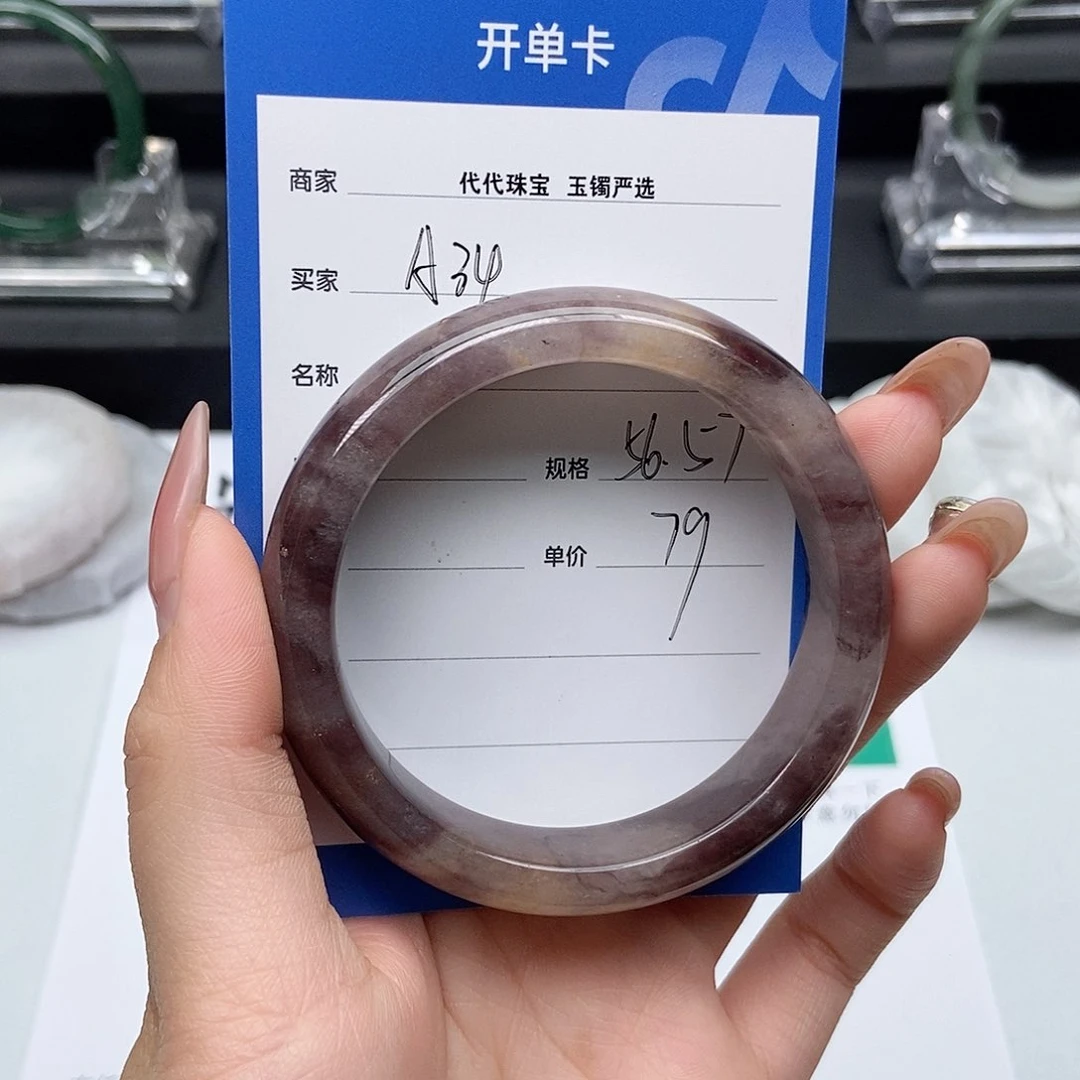 开单卡
商家 代代珠宝 玉镯严选
买家 A34
名称
规格 56.57
单价 79